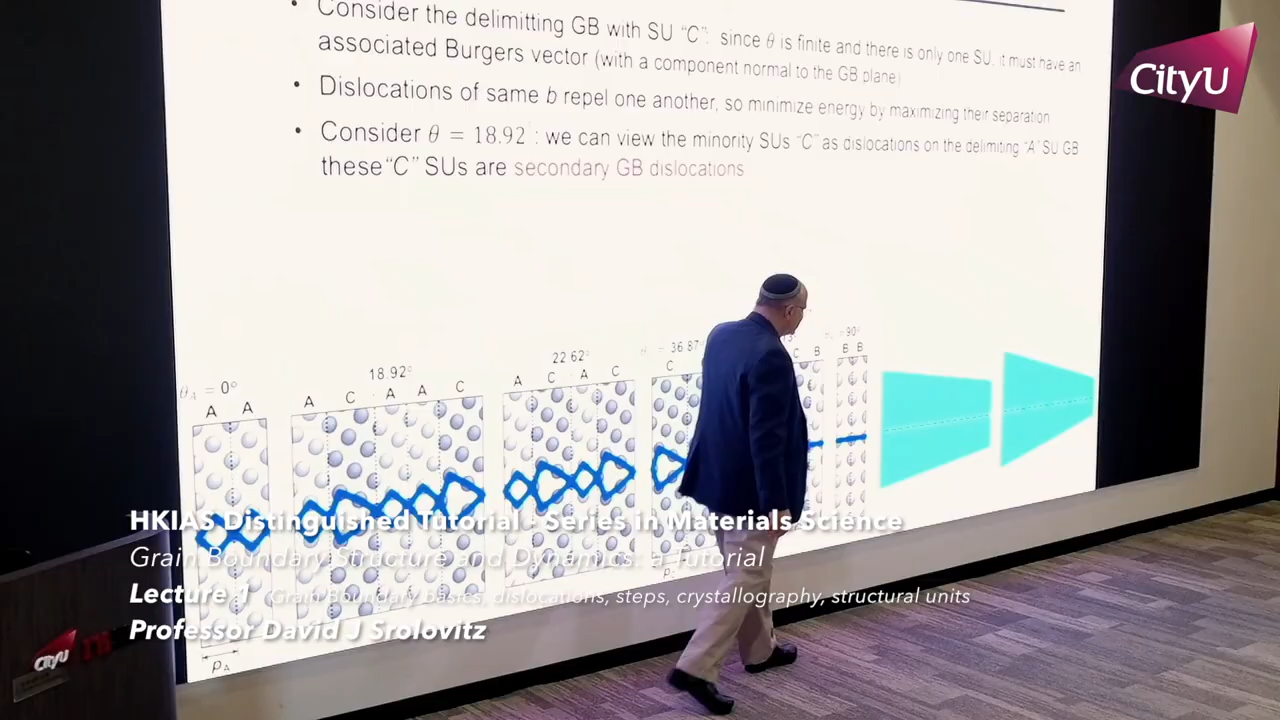 • Consider the delimitting GB with SU "C": since θ is finite and there is only one SU, it must have an
associated Burgers vector (with a component normal to the GB plane)
• Dislocations of same b repel one another, so minimize energy by maximizing their separation
• Consider θ = 18.92°: we can view the minority SUs "C" as dislocations on the delimiting "A" SU GB
these "C" SUs are secondary GB dislocations
CityU
= 0°
18.92°
22.62°
= 36.87°
= 90°
A A
A C A A C
A C A C
C
C B
B B
HKIAS Distinguished Tutorial - Series in Materials Science
Grain Boundary Structure and Dynamics: a Tutorial
Lecture 1 Grain Boundary basics, dislocations, steps, crystallography, structural units
Professor David J Srolovitz
CityU
pA